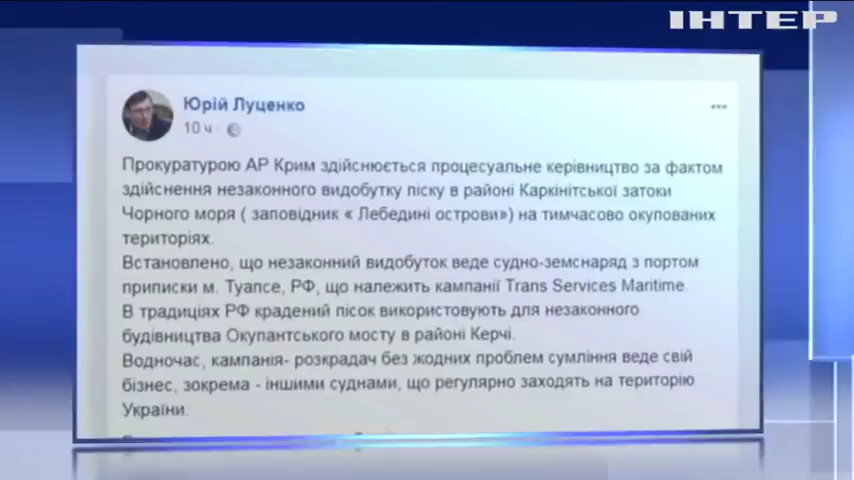 ІНТЕР
Юрій Луценко
10 ч ·
Прокуратурою АР Крим здійснюється процесуальне керівництво за фактом
здійснення незаконного видобутку піску в районі Каркінітської затоки
Чорного моря ( заповідник « Лебедині острови») на тимчасово окупованих
територіях.
Встановлено, що незаконний видобуток веде судно-земснаряд з портом
приписки м. Туапсе, РФ, що належить кампанії Trans Services Maritime.
В традиціях РФ крадений пісок використовують для незаконного
будівництва Окупантського мосту в районі Керчі.
Водночас, кампанія- розкрадач без жодних проблем сумління веде свій
бізнес, зокрема - іншими суднами, що регулярно заходять на територію
України.